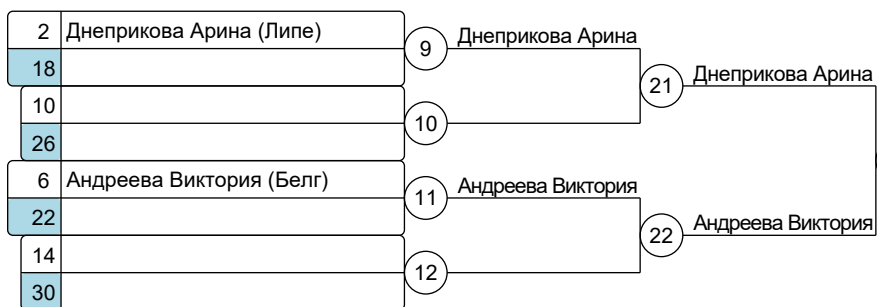 2 Днеприкова Арина (Липе)
18
9 Днеприкова Арина
10
26
10
21 Днеприкова Арина
6 Андреева Виктория (Белг)
22
11 Андреева Виктория
14
30
12
22 Андреева Виктория